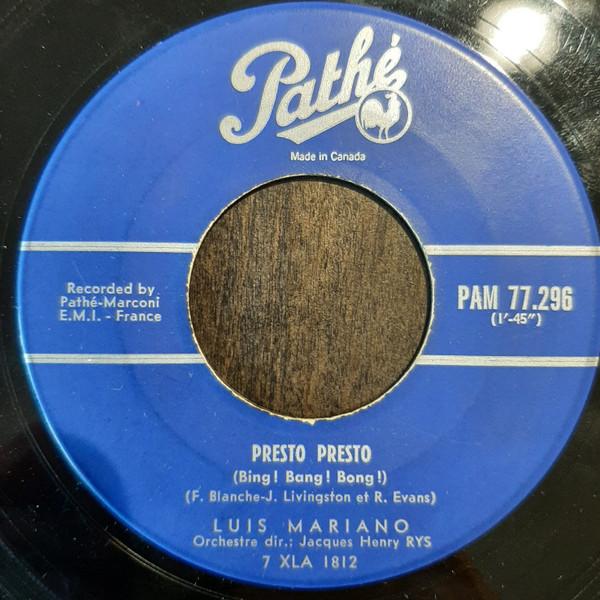 Pathé
Made in Canada
Recorded by
Pathé-Marconi
E.M.I. - France
PAM 77.296
(1'-45")
PRESTO PRESTO
(Bing! Bang! Bong!)
(F. Blanche-J. Livingston et R. Evans)
LUIS MARIANO
Orchestre dir.: Jacques Henry RYS
7 XLA 1812